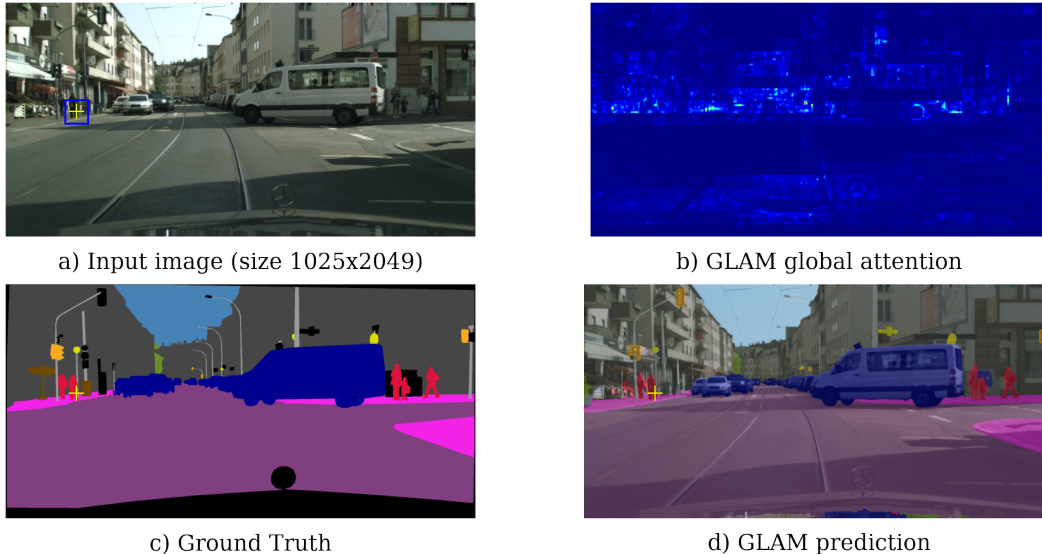 a) Input image (size 1025x2049)
b) GLAM global attention
c) Ground Truth
d) GLAM prediction